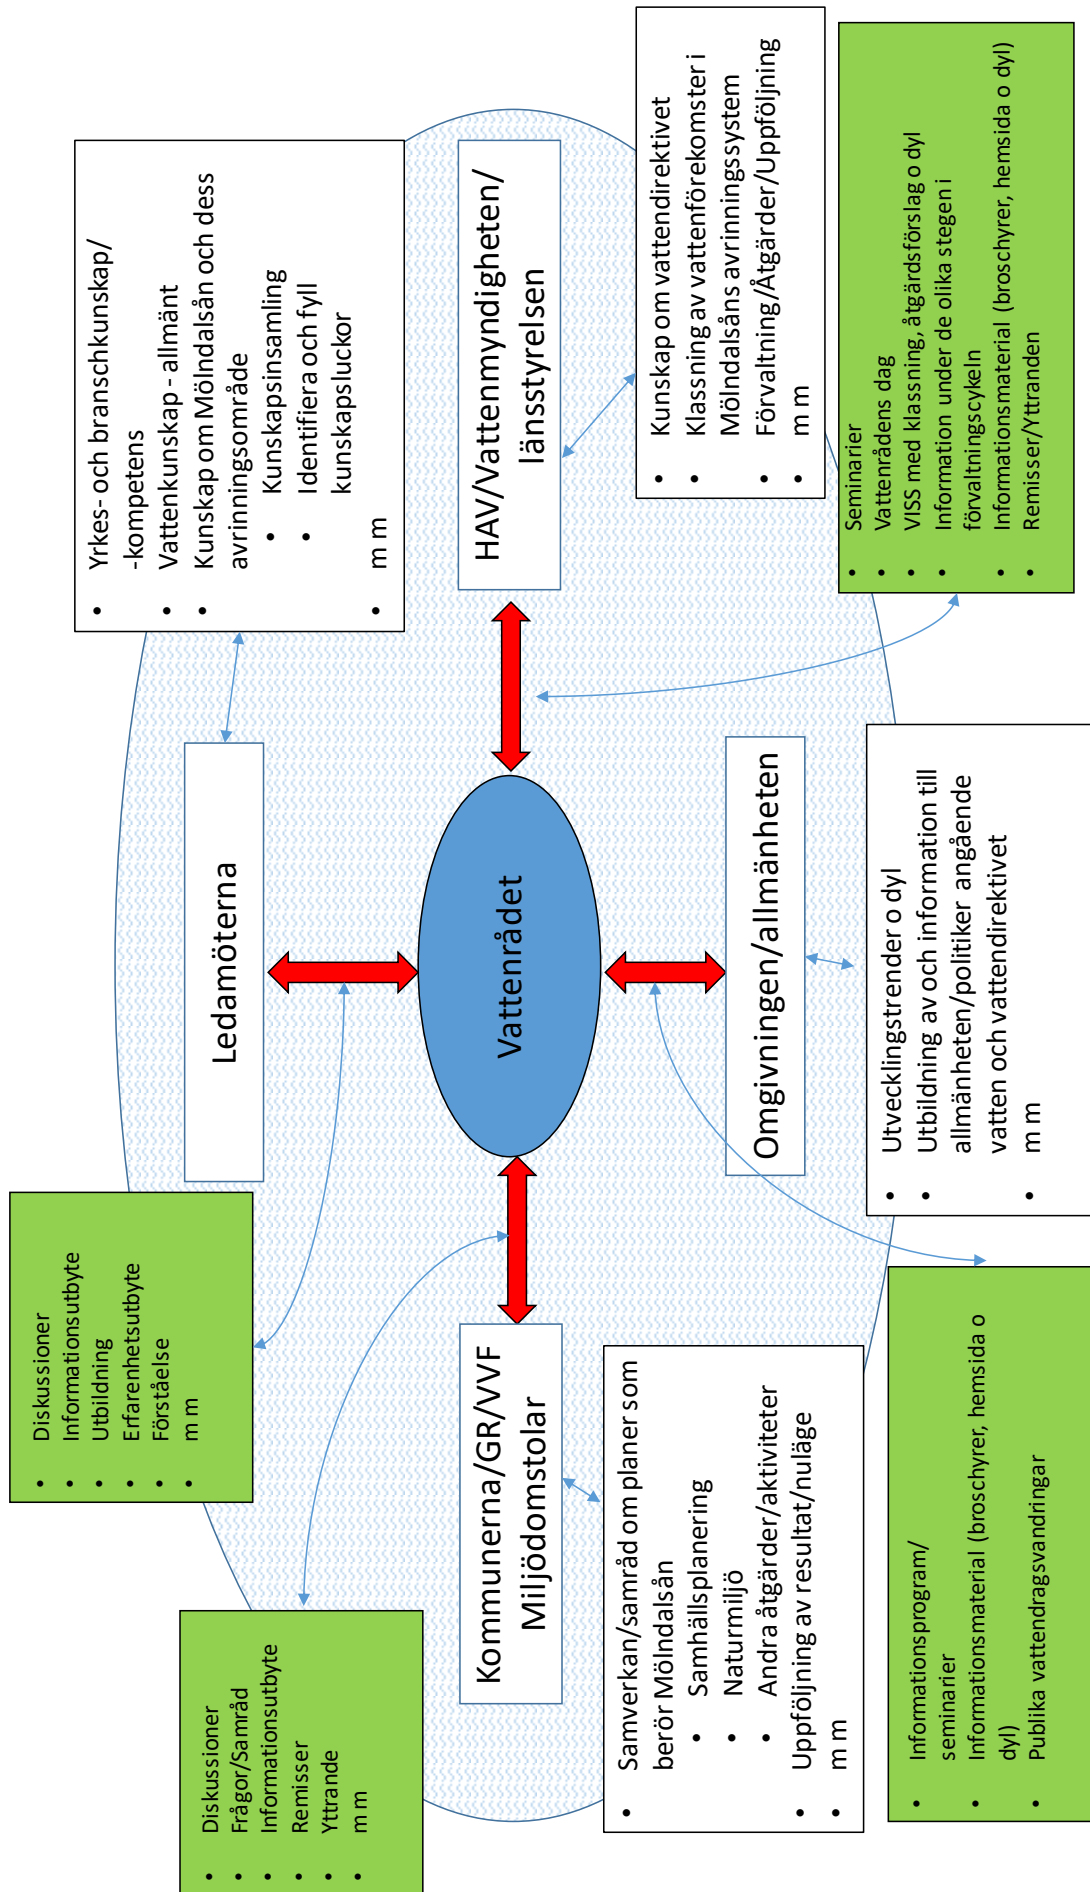 Diskussioner
Frågor/Samråd
Informationsutbyte
Remisser
Yttrande
m m
Diskussioner
Informationsutbyte
Utbildning
Erfarenhetsutbyte
Förståelse
m m
Ledamöterna
Yrkes- och branschkunskap/
-kompetens
Vattenkunskap - allmänt
Kunskap om Mölndalsån och dess
avrinningsområde
Kunskapsinsamling
Identifiera och fyll
kunskapsluckor
m m
Kommunerna/GR/VVF
Miljödomstolar
Vattenrådet
HAV/Vattenmyndigheten/
länsstyrelsen
Samverkan/samråd om planer som
berör Mölndalsån
Samhällsplanering
Naturmiljö
Andra åtgärder/aktiviteter
Uppföljning av resultat/nuläge
m m
Omgivningen/allmänheten
Kunskap om vattendirektivet
Klassning av vattenförekomster i
Mölndalsåns avrinningssystem
Förvaltning/Åtgärder/Uppföljning
m m
Informationsprogram/
seminarier
Informationsmaterial (broschyrer, hemsida o
dyl)
Publika vattendragsvandringar
Utvecklingstrender o dyl
Utbildning av och information till
allmänheten/politiker angående
vatten och vattendirektivet
m m
Seminarier
Vattenrådens dag
VISS med klassning, åtgärdsförslag o dyl
Information under de olika stegen i
förvaltningscykeln
Informationsmaterial (broschyrer, hemsida o dyl)
Remisser/Yttranden